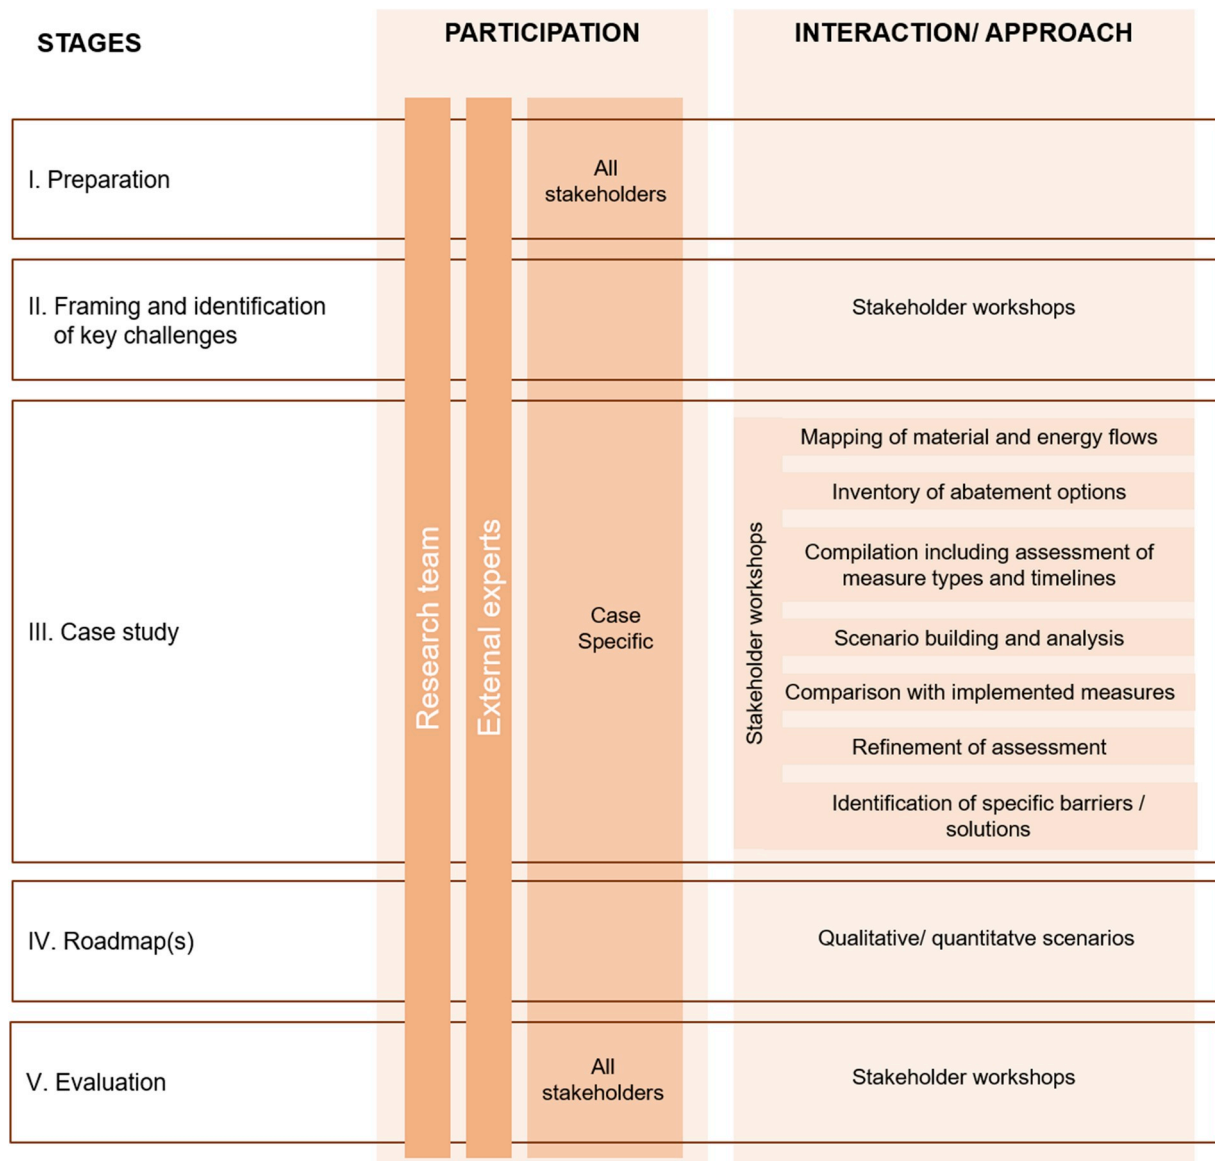 STAGES
PARTICIPATION
INTERACTION/ APPROACH
I. Preparation
All
stakeholders
II. Framing and identification
of key challenges
Stakeholder workshops
III. Case study
Research team
External experts
Case
Specific
Stakeholder workshops
Mapping of material and energy flows
Inventory of abatement options
Compilation including assessment of
measure types and timelines
Scenario building and analysis
Comparison with implemented measures
Refinement of assessment
Identification of specific barriers /
solutions
IV. Roadmap(s)
Qualitative/ quantitatve scenarios
V. Evaluation
All
stakeholders
Stakeholder workshops